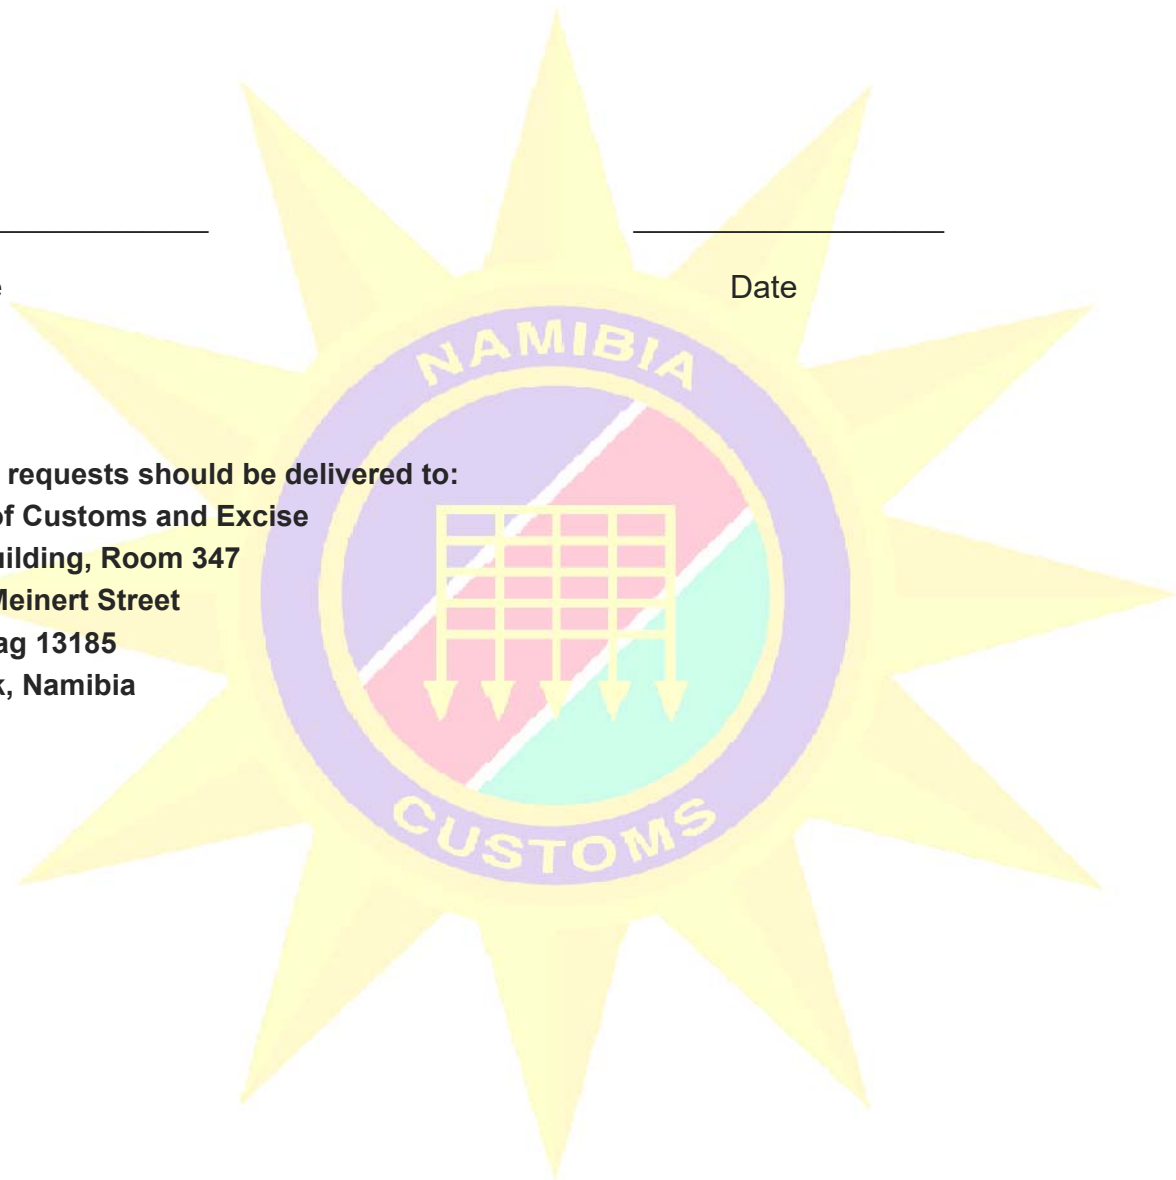 Date
NAMIBIA
requests should be delivered to:
of Customs and Excise
uilding, Room 347
Meinert Street
ag 13185
k, Namibia
CUSTOMS